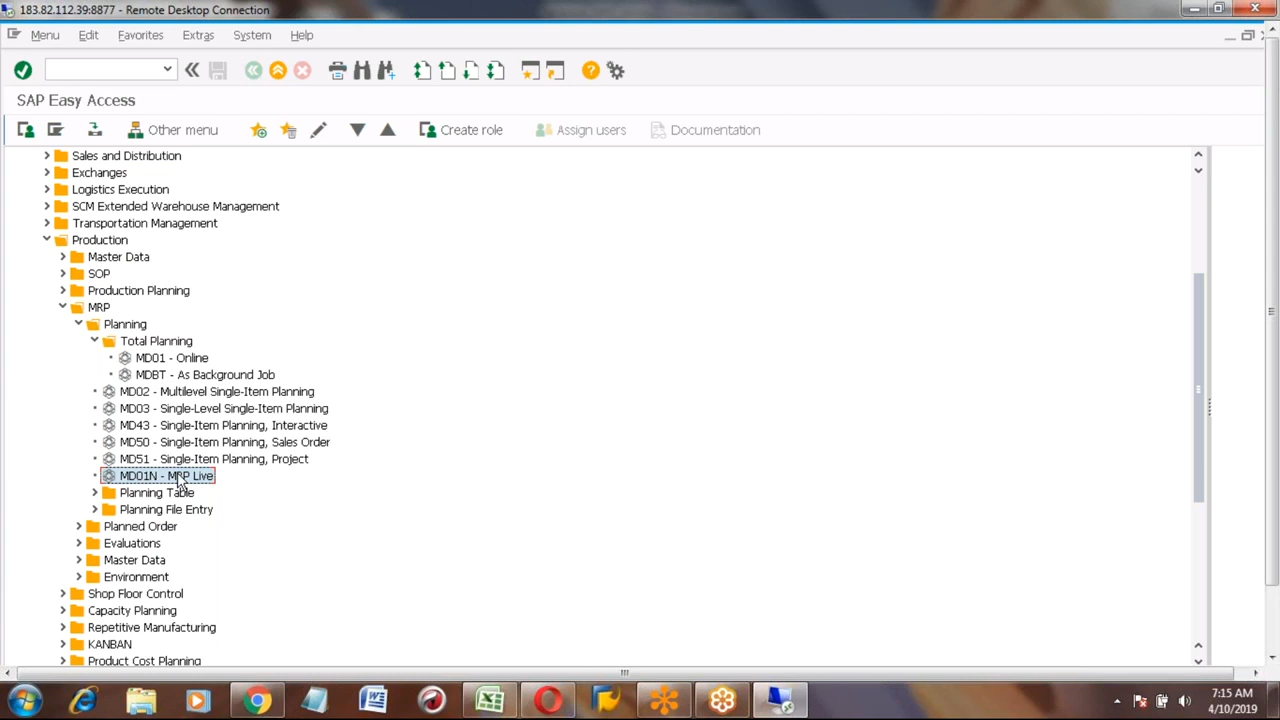 183.82.112.39:8877 - Remote Desktop Connection
Menu Edit Favorites Extras System Help
SAP Easy Access
Other menu Create role Assign users Documentation
Sales and Distribution
Exchanges
Logistics Execution
SCM Extended Warehouse Management
Transportation Management
Production
Master Data
SOP
Production Planning
MRP
Planning
Total Planning
MD01 - Online
MDBT - As Background Job
MD02 - Multilevel Single-Item Planning
MD03 - Single-Level Single-Item Planning
MD43 - Single-Item Planning, Interactive
MD50 - Single-Item Planning, Sales Order
MD51 - Single-Item Planning, Project
MD01N - MRP Live
Planning Table
Planning File Entry
Planned Order
Evaluations
Master Data
Environment
Shop Floor Control
Capacity Planning
Repetitive Manufacturing
KANBAN
Product Cost Planning
7:15 AM
4/10/2019